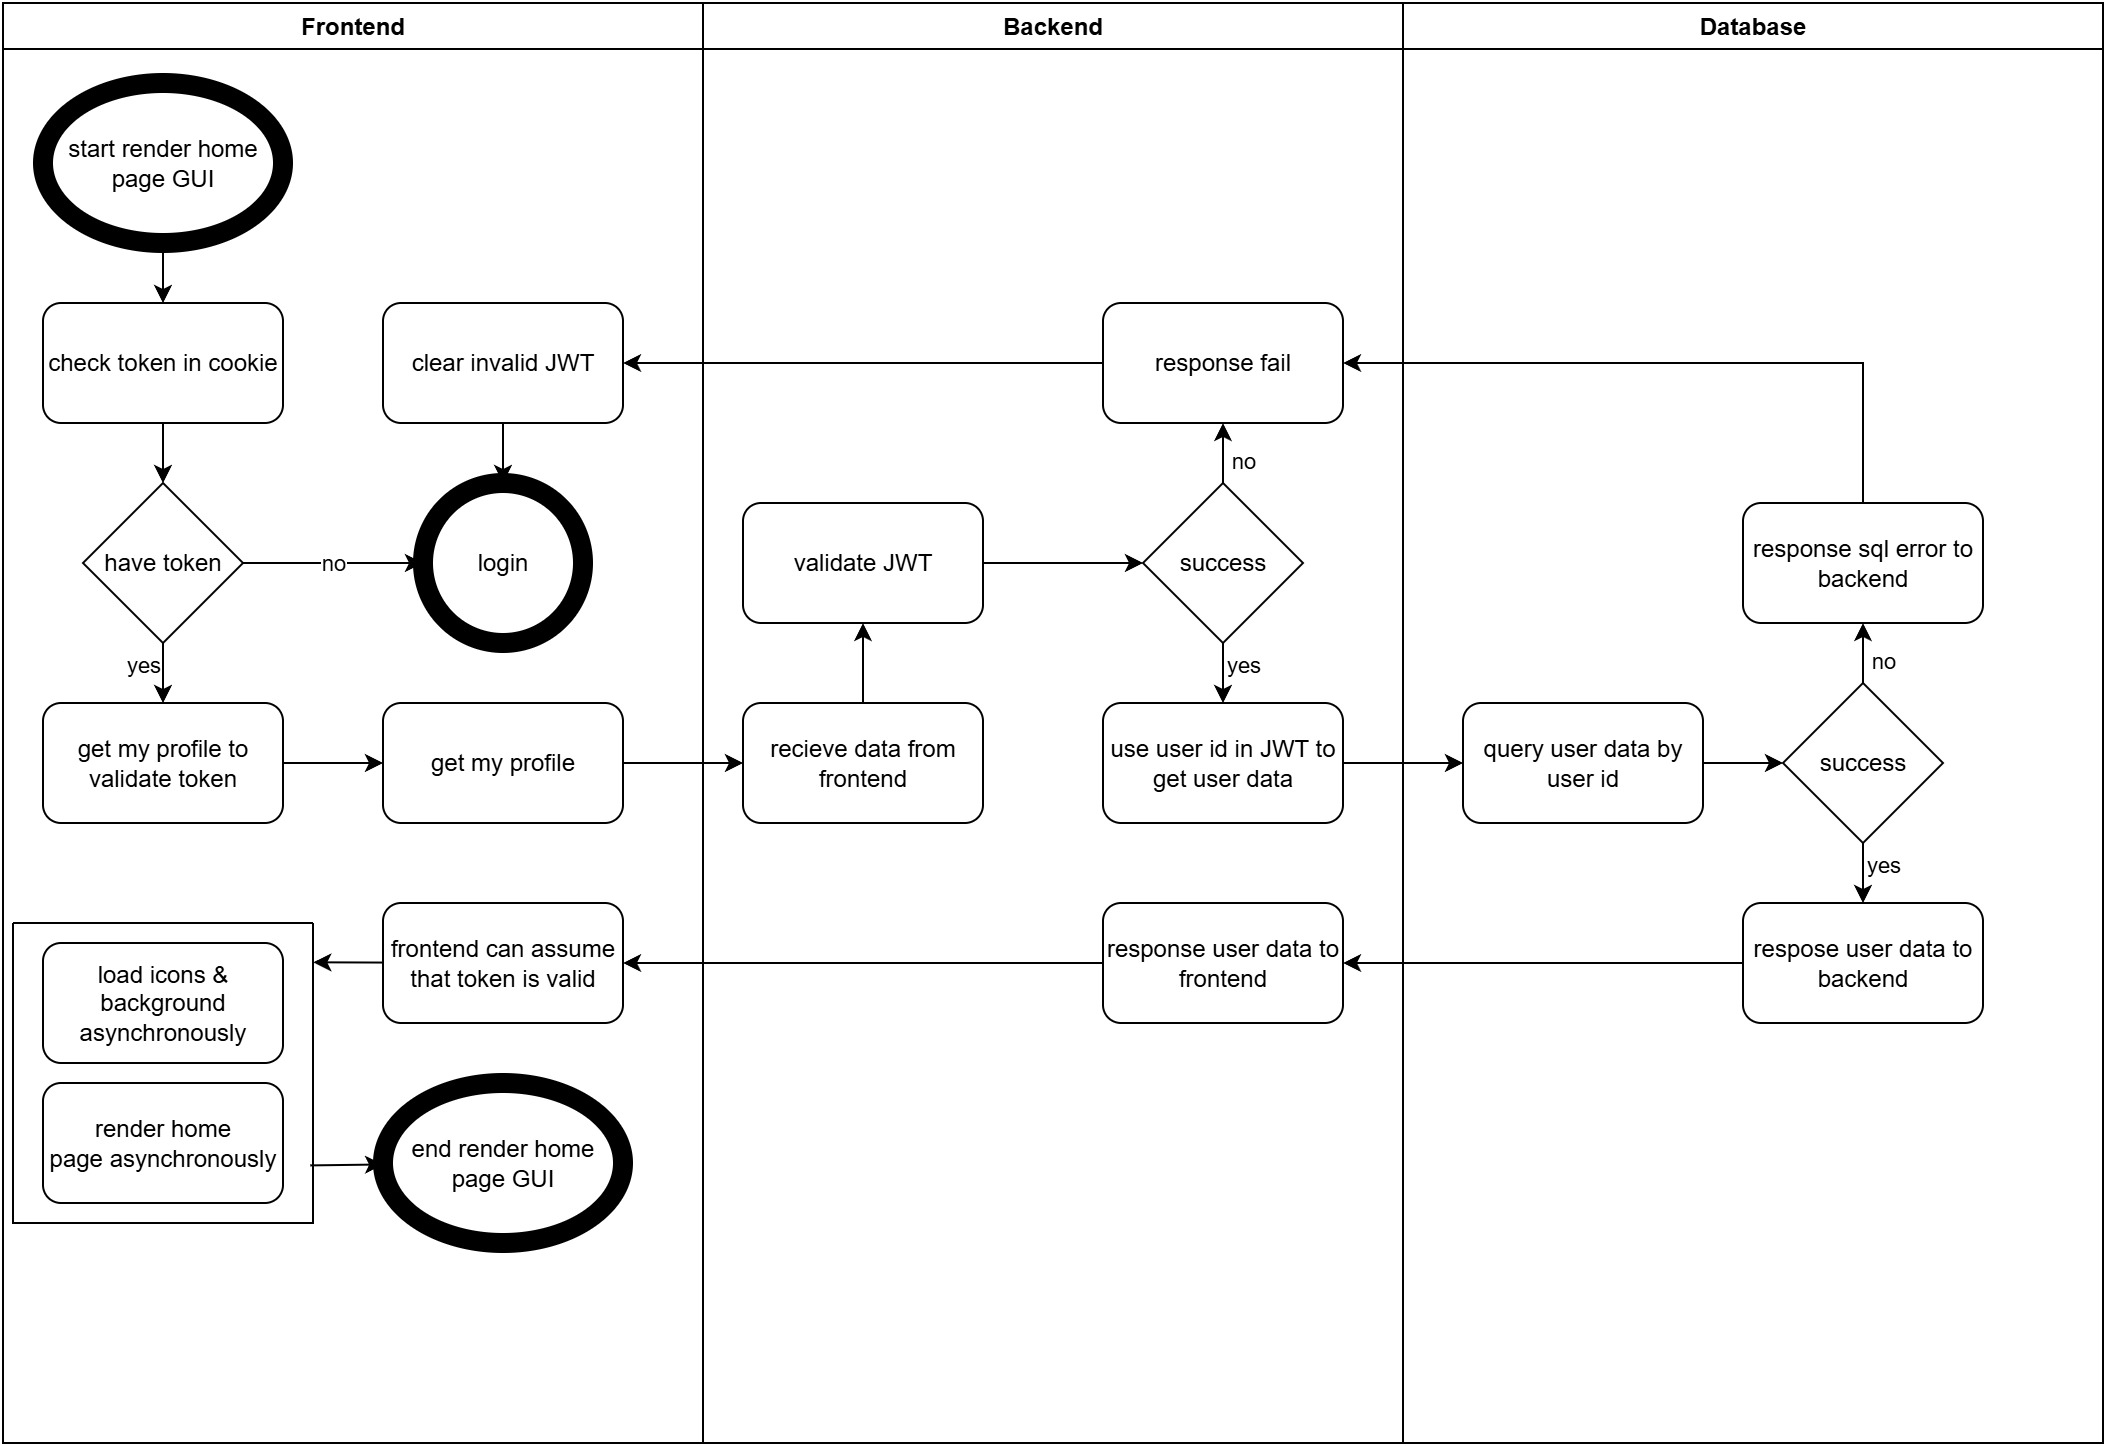 Frontend
Backend
Database
start render home
page GUI
check token in cookie
clear invalid JWT
response fail
no
have token
no
login
validate JWT
success
response sql error to
backend
yes
yes
no
get my profile to
validate token
get my profile
recieve data from
frontend
use user id in JWT to
get user data
query user data by
user id
success
yes
load icons &
background
asynchronously
frontend can assume
that token is valid
response user data to
frontend
respose user data to
backend
render home
page asynchronously
end render home
page GUI